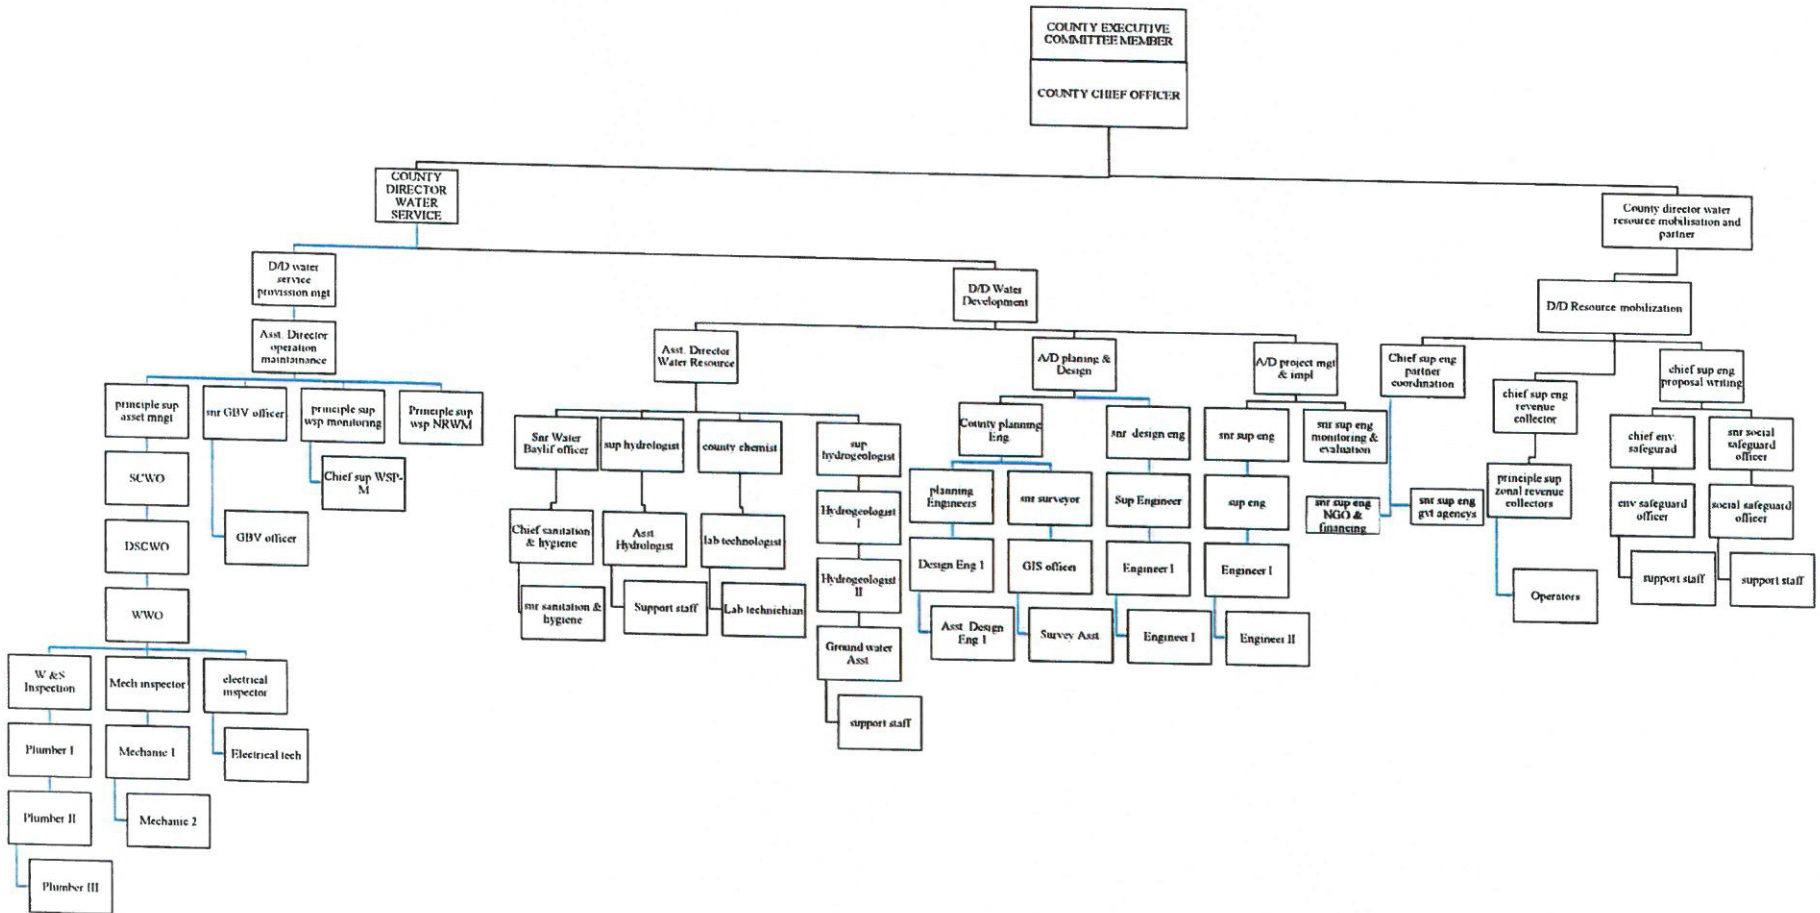 COUNTY EXECUTIVE
COMMITTEE MEMBER
COUNTY CHIEF OFFICER
COUNTY
DIRECTOR
WATER
SERVICE
County director water
resource mobilisation and
partner
D/D water
service
provission mgt
D/D Water
Development
D/D Resource mobilization
Asst. Director
operation
maintainance
Asst. Director
Water Resource
A/D planing &
Design
A/D project mgt
& impl
Chief sup eng
partner
coordination
chief sup eng
revenue
collector
chief sup eng
proposal writing
principle sup
asset mngt
snr GBV officer
principle sup
wsp monitoring
Principle sup
wsp NRWM
Snr Water
Baylif officer
sup hydrologist
county chemist
sup
hydrogeologist
County planning
Eng
snr design eng
snr sup eng
snr sup eng
monitoring &
evaluation
chief env.
safegurad
snr social
safeguard
officer
SCWO
Chief sup WSP-
M
Chief sanitation
& hygiene
Asst
Hydrologist
lab technologist
Hydrogeologist
I
planning
Engineers
snr surveyor
Sup Engineer
sup eng
snr sup eng
NGO &
financing
snr sup eng
gvt agencys
principle sup
zonal revenue
collectors
env safeguard
officer
social safeguard
officer
DSCWO
GBV officer
snr sanitation &
hygiene
Support staff
Lab technichian
Hydrogeologist
II
Design Eng 1
GIS officer
Engineer I
Engineer I
Operators
support staff
support staff
WWO
Ground water
Asst
Asst Design
Eng 1
Survey Asst
Engineer I
Engineer II
W &S
Inspection
Mech inspector
electrical
inspector
support staff
Plumber I
Mechanic 1
Electrical tech
Plumber II
Mechanic 2
Plumber III